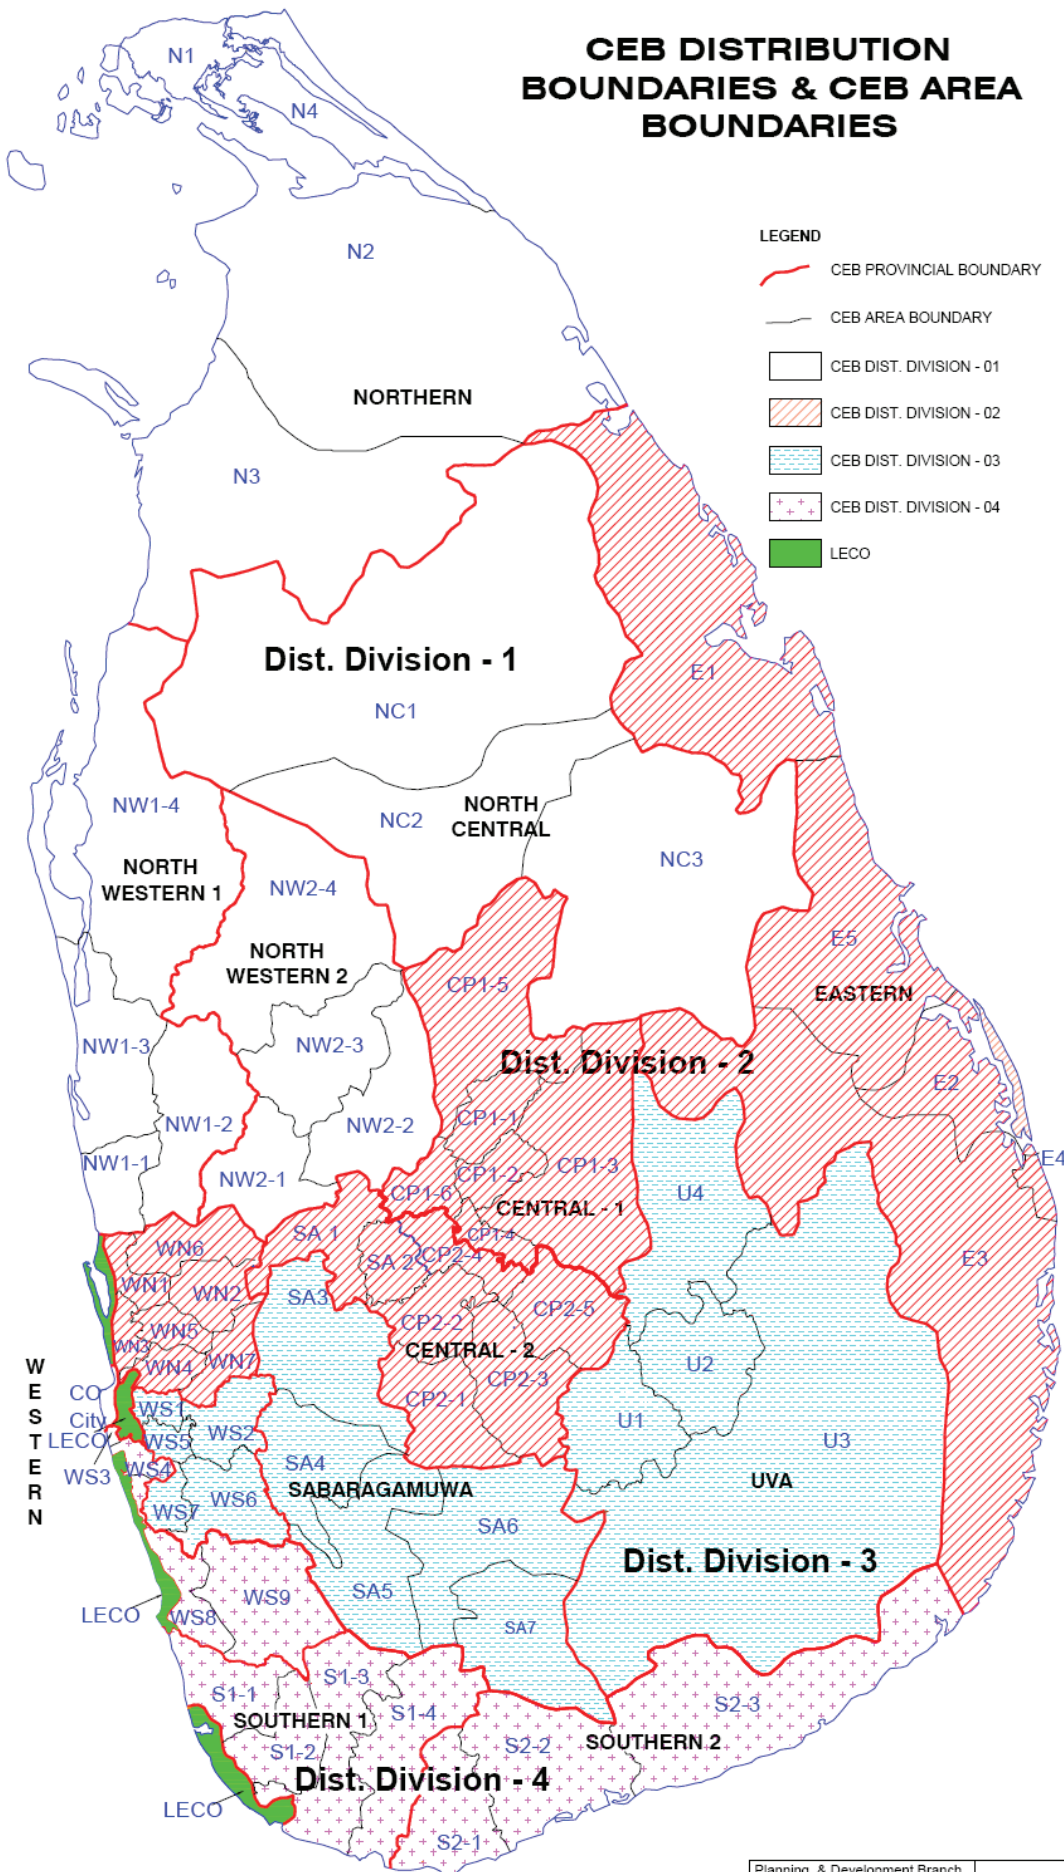 CEB DISTRIBUTION
BOUNDARIES & CEB AREA
BOUNDARIES
LEGEND
CEB PROVINCIAL BOUNDARY
CEB AREA BOUNDARY
CEB DIST. DIVISION - 01
CEB DIST. DIVISION - 02
CEB DIST. DIVISION - 03
CEB DIST. DIVISION - 04
LECO
N1
N4
N2
NORTHERN
N3
Dist. Division - 1
E1
NC1
NW1-4
NC2
NORTH
CENTRAL
NC3
NORTH
WESTERN 1
NW2-4
NORTH
WESTERN 2
E5
CP1-5
EASTERN
NW1-3
NW2-3
Dist. Division - 2
E2
NW1-2
NW2-2
CP1-1
NW1-1
NW2-1
CP1-2
CP1-3
E4
CP1-6
U4
CENTRAL - 1
CP1-4
WN6
SA 1
SA 2
CP2-4
E3
WN1
WN2
SA3
CP2-5
WN5
CP2-2
WN3
CENTRAL - 2
WN4
WN7
U2
CP2-3
CP2-1
WESTERN
CO
City
WS1
LECO
WS5
WS2
U1
U3
WS3
WS4
SA4
SABARAGAMUWA
UVA
WS7
WS6
SA6
Dist. Division - 3
SA5
WS9
LECO
WS8
SA7
S1-3
S1-1
S1-4
S2-3
SOUTHERN 1
SOUTHERN 2
S1-2
S2-2
Dist. Division - 4
LECO
S2-1
Planning & Development Branch